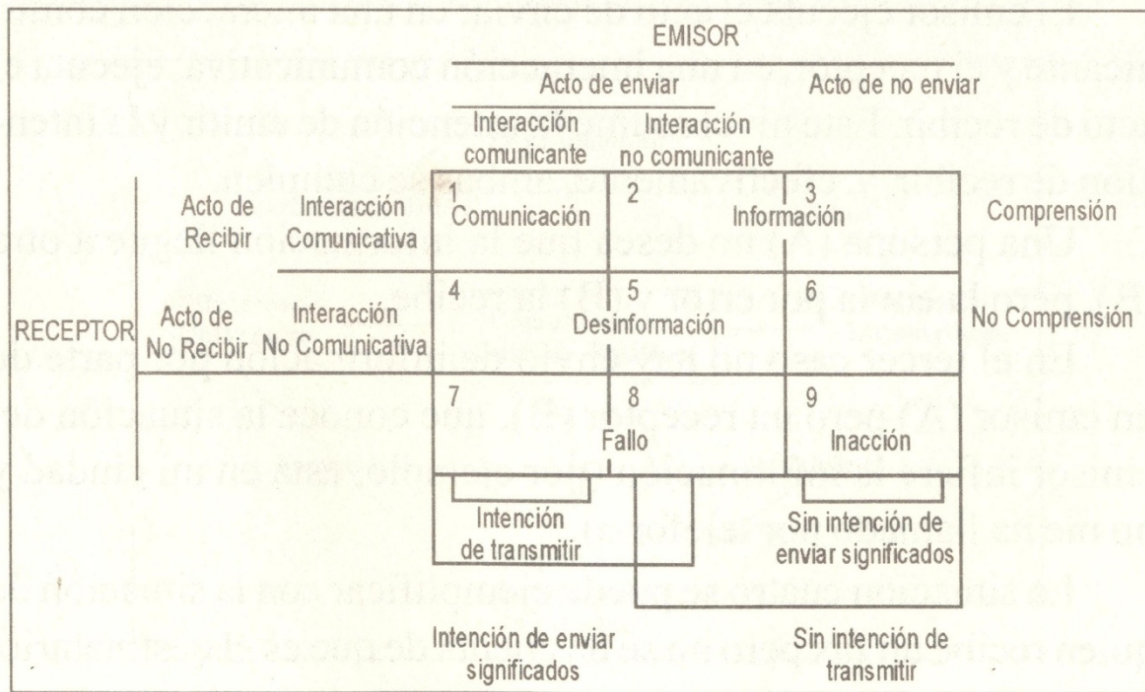 EMISOR
Acto de enviar
Acto de no enviar
Interacción
comunicante
Interacción
no comunicante
1
2
3
Acto de
Recibir
Interacción
Comunicativa
Comunicación
Información
Comprensión
4
5
6
RECEPTOR
Acto de
No Recibir
Interacción
No Comunicativa
Desinformación
No Comprensión
7
8
9
Fallo
Inacción
Intención
de transmitir
Sin intención de
enviar significados
Intención de enviar
significados
Sin intención de
transmitir